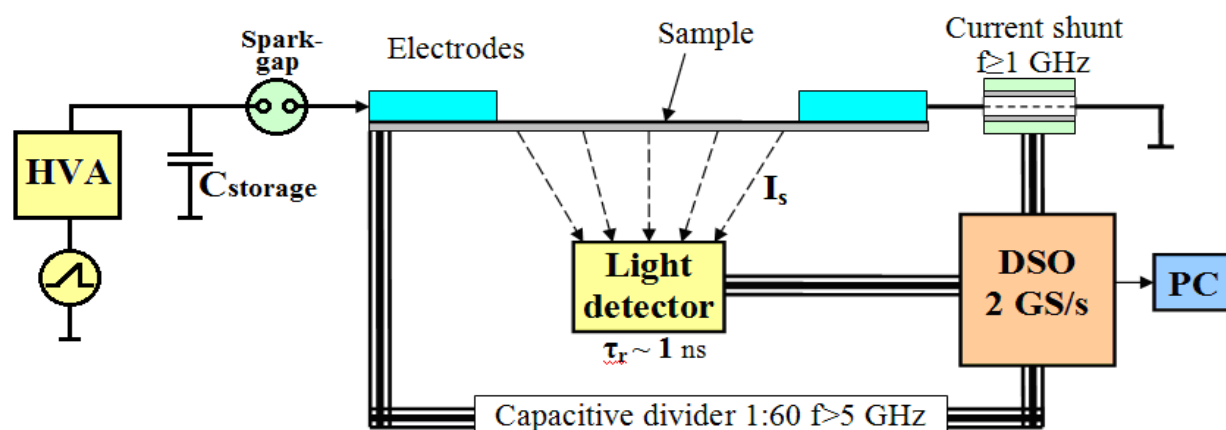 Spark-
gap
Electrodes
Sample
Current shunt
f≥1 GHz
HVA
Cstorage
Is
Light
detector
τr ~ 1 ns
DSO
2 GS/s
PC
Capacitive divider 1:60 f>5 GHz